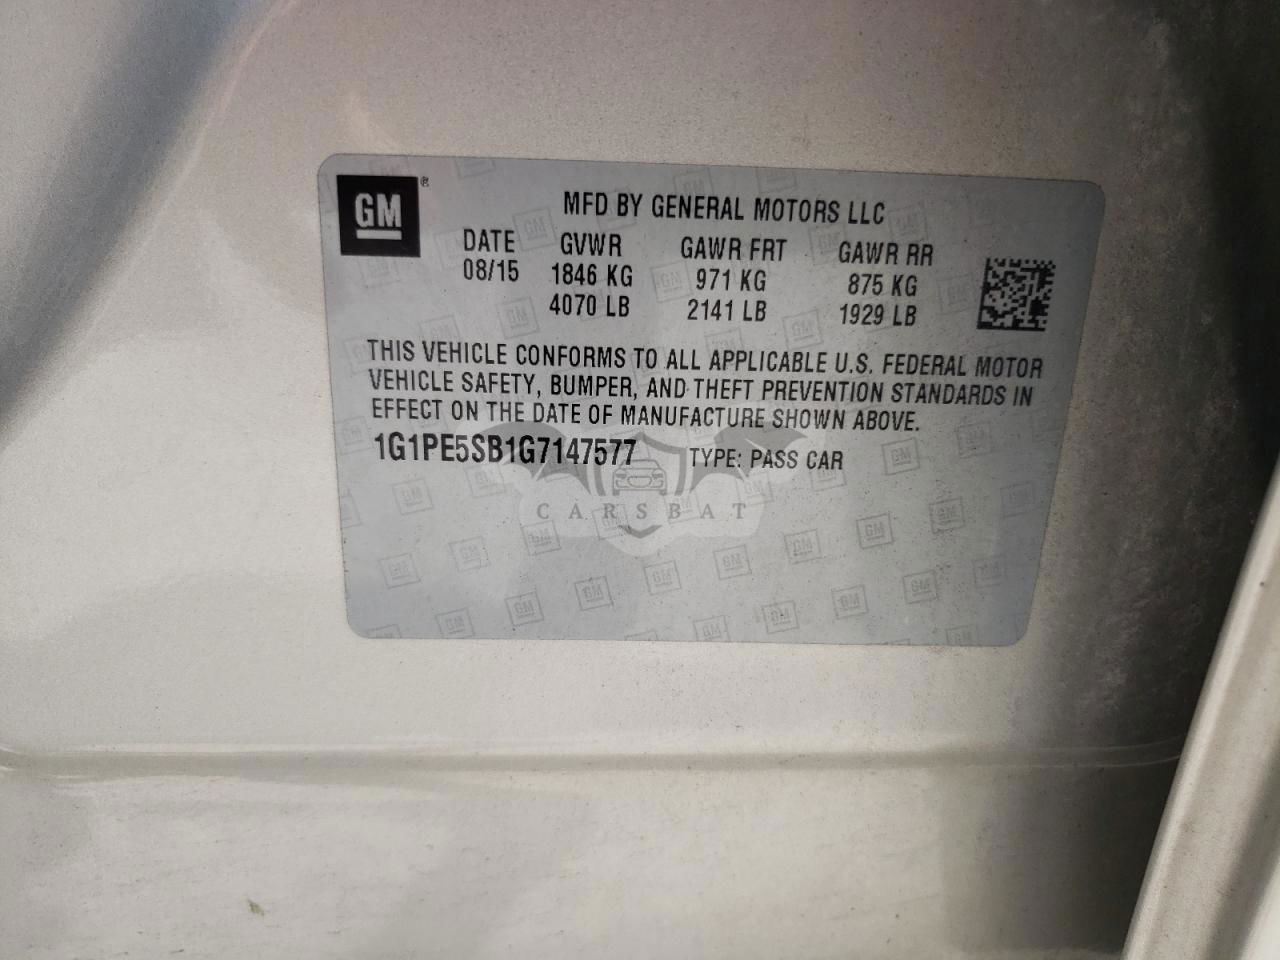 GM ®
MFD BY GENERAL MOTORS LLC
DATE GVWR GAWR FRT GAWR RR
08/15 1846 KG 971 KG 875 KG
4070 LB 2141 LB 1929 LB
THIS VEHICLE CONFORMS TO ALL APPLICABLE U.S. FEDERAL MOTOR
VEHICLE SAFETY, BUMPER, AND THEFT PREVENTION STANDARDS IN
EFFECT ON THE DATE OF MANUFACTURE SHOWN ABOVE.
1G1PE5SB1G7147577 TYPE: PASS CAR
CARSBAT